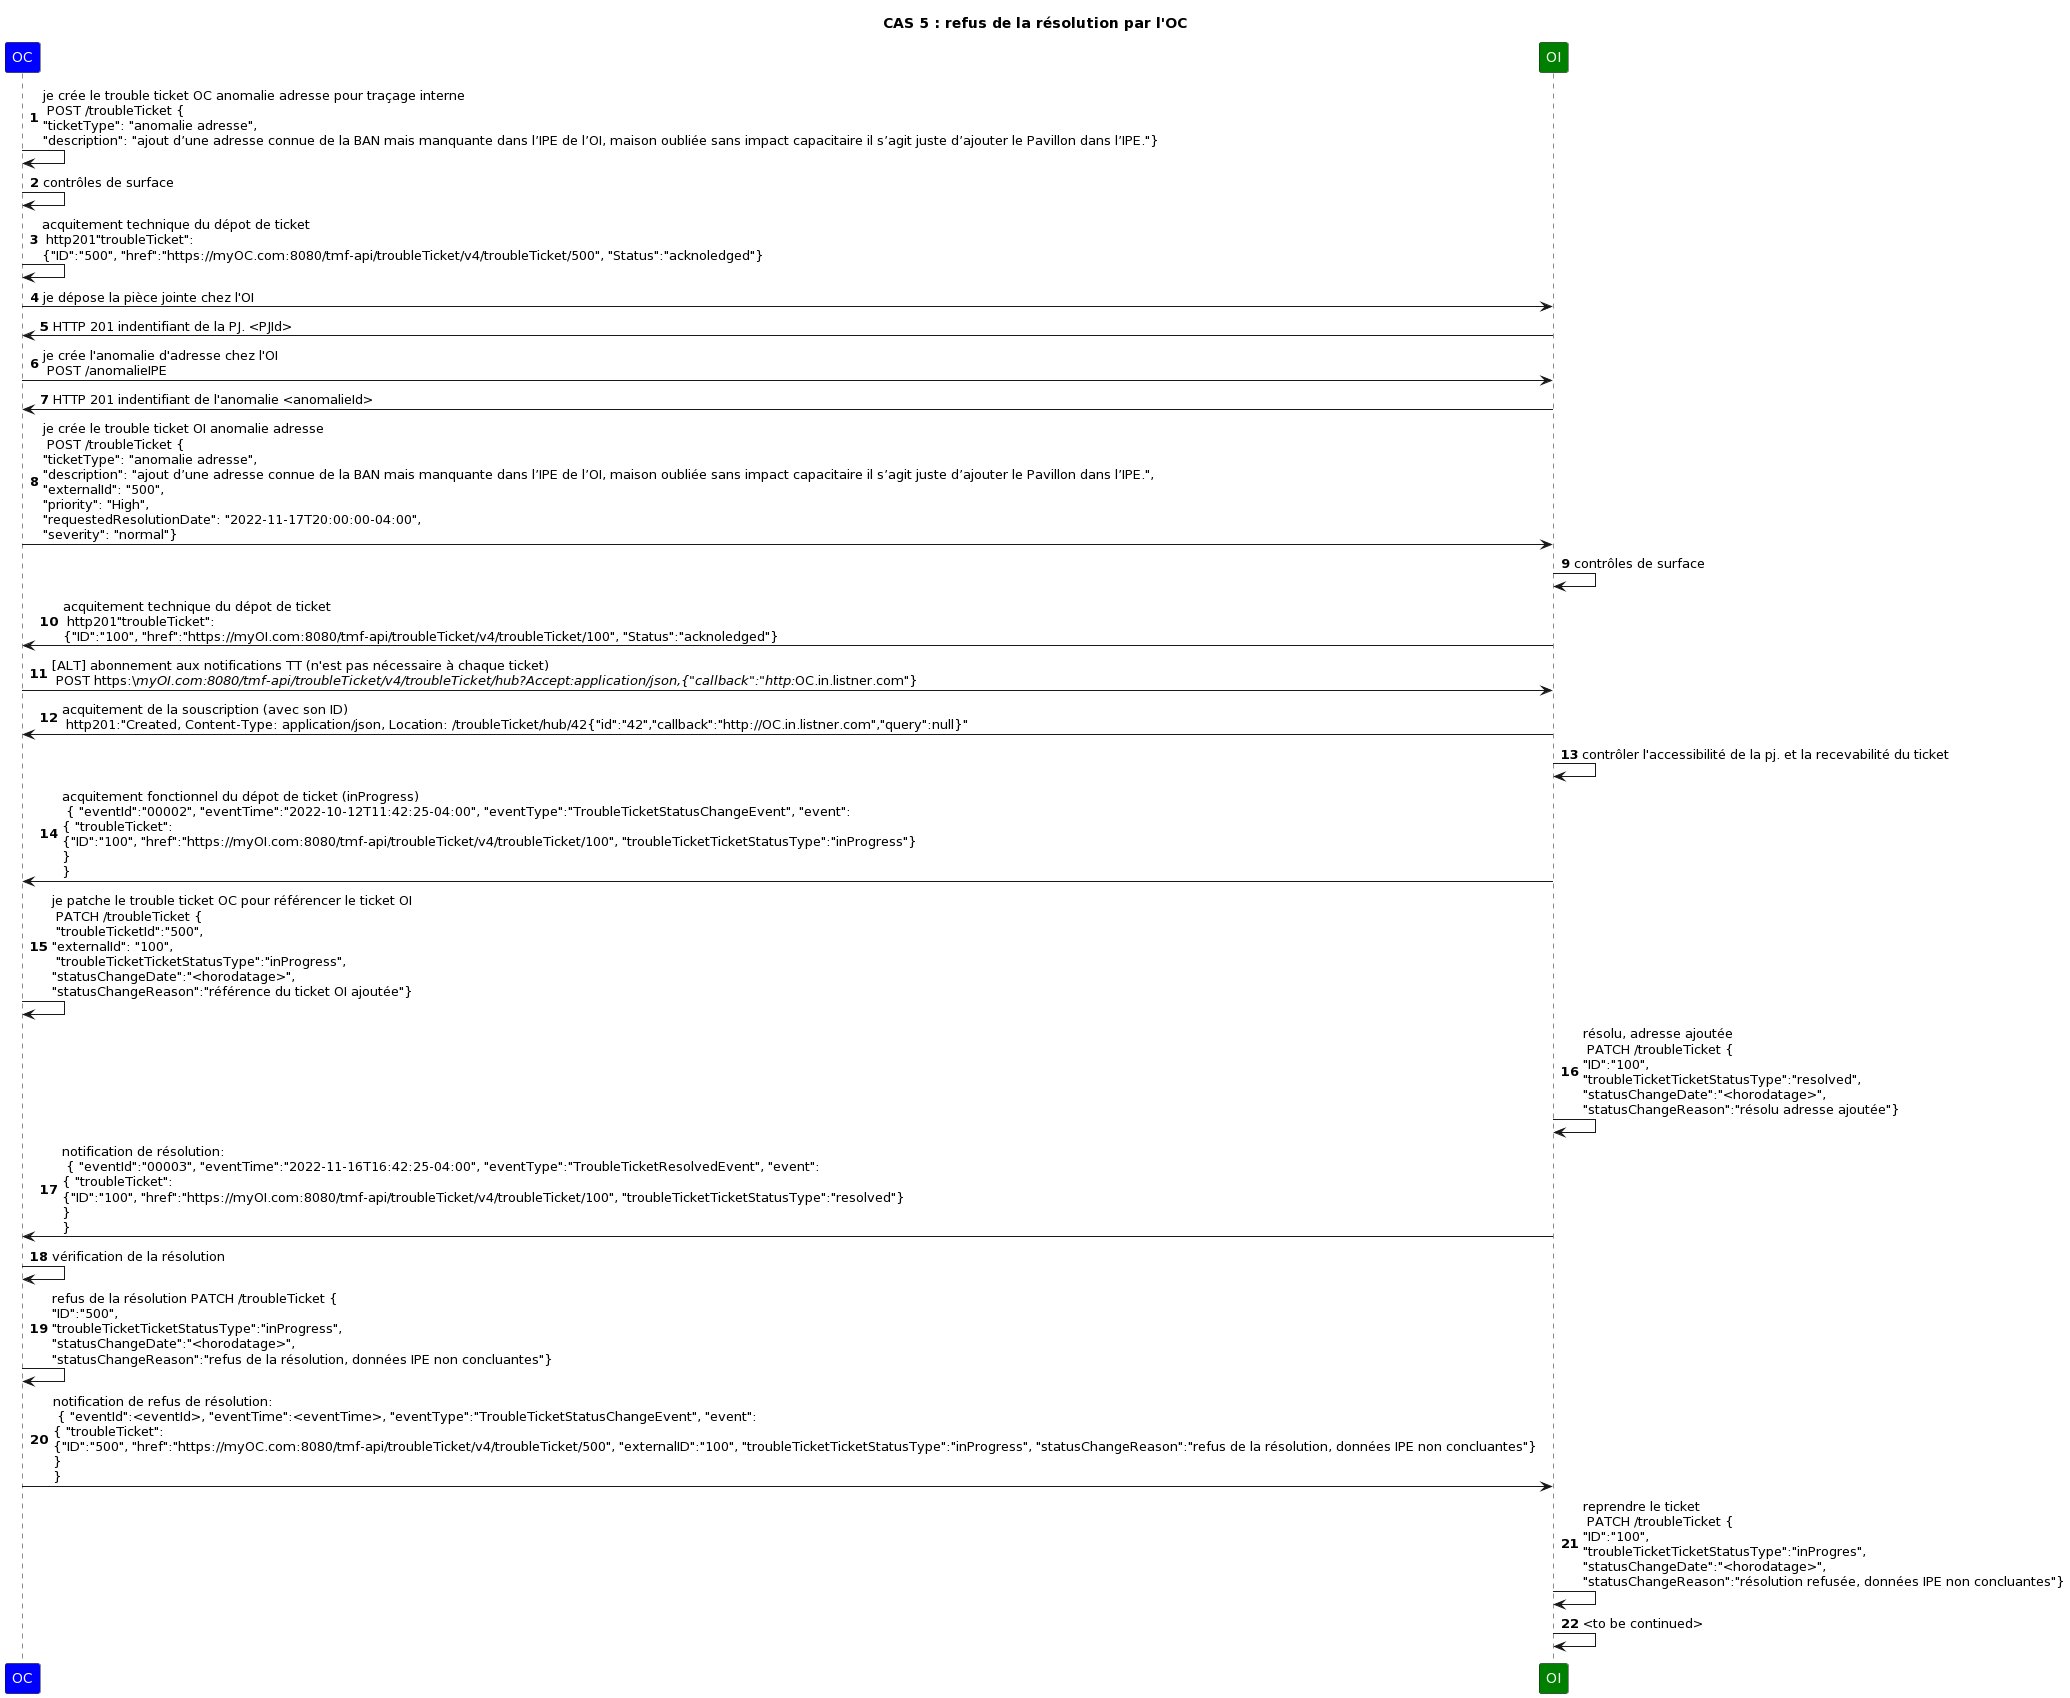 CAS 5 : refus de la résolution par l'OC
OC
OI
je crée le trouble ticket OC anomalie adresse pour traçage interne
POST /troubleTicket {
1
"ticketType": "anomalie adresse",
"description": "ajout d’une adresse connue de la BAN mais manquante dans l’IPE de l’OI, maison oubliée sans impact capacitaire il s’agit juste d’ajouter le Pavillon dans l’IPE."}
2 contrôles de surface
acquitement technique du dépot de ticket
3 http201"troubleTicket":
{"ID":"500", "href":"https://myOC.com:8080/tmf-api/troubleTicket/v4/troubleTicket/500", "Status":"acknoledged"}
4 je dépose la pièce jointe chez l'OI
5 HTTP 201 indentifiant de la PJ. <PJId>
6 je crée l'anomalie d'adresse chez l'OI
POST /anomalieIPE
7 HTTP 201 indentifiant de l'anomalie <anomalieId>
je crée le trouble ticket OI anomalie adresse
POST /troubleTicket {
"ticketType": "anomalie adresse",
8 "description": "ajout d’une adresse connue de la BAN mais manquante dans l’IPE de l’OI, maison oubliée sans impact capacitaire il s’agit juste d’ajouter le Pavillon dans l’IPE.",
"externalId": "500",
"priority": "High",
"requestedResolutionDate": "2022-11-17T20:00:00-04:00",
"severity": "normal"}
9 contrôles de surface
acquitement technique du dépot de ticket
10 http201"troubleTicket":
{"ID":"100", "href":"https://myOI.com:8080/tmf-api/troubleTicket/v4/troubleTicket/100", "Status":"acknoledged"}
11 [ALT] abonnement aux notifications TT (n'est pas nécessaire à chaque ticket)
POST https:\myOI.com:8080/tmf-api/troubleTicket/v4/troubleTicket/hub?Accept:application/json,{"callback":"http:OC.in.listner.com"}
12 acquitement de la souscription (avec son ID)
http201:"Created, Content-Type: application/json, Location: /troubleTicket/hub/42{"id":"42","callback":"http://OC.in.listner.com","query":null}"
13 contrôler l'accessibilité de la pj. et la recevabilité du ticket
acquitement fonctionnel du dépot de ticket (inProgress)
{ "eventId":"00002", "eventTime":"2022-10-12T11:42:25-04:00", "eventType":"TroubleTicketStatusChangeEvent", "event":
14 { "troubleTicket":
{"ID":"100", "href":"https://myOI.com:8080/tmf-api/troubleTicket/v4/troubleTicket/100", "troubleTicketTicketStatusType":"inProgress"}
}
}
je patche le trouble ticket OC pour référencer le ticket OI
PATCH /troubleTicket {
"troubleTicketId":"500",
15 "externalId": "100",
"troubleTicketTicketStatusType":"inProgress",
"statusChangeDate":"<horodatage>",
"statusChangeReason":"référence du ticket OI ajoutée"}
résolu, adresse ajoutée
PATCH /troubleTicket {
"ID":"100",
16 "troubleTicketTicketStatusType":"resolved",
"statusChangeDate":"<horodatage>",
"statusChangeReason":"résolu adresse ajoutée"}
notification de résolution:
{ "eventId":"00003", "eventTime":"2022-11-16T16:42:25-04:00", "eventType":"TroubleTicketResolvedEvent", "event":
17 { "troubleTicket":
{"ID":"100", "href":"https://myOI.com:8080/tmf-api/troubleTicket/v4/troubleTicket/100", "troubleTicketTicketStatusType":"resolved"}
}
}
18 vérification de la résolution
refus de la résolution PATCH /troubleTicket {
"ID":"500",
19 "troubleTicketTicketStatusType":"inProgress",
"statusChangeDate":"<horodatage>",
"statusChangeReason":"refus de la résolution, données IPE non concluantes"}
notification de refus de résolution:
{ "eventId":<eventId>, "eventTime":<eventTime>, "eventType":"TroubleTicketStatusChangeEvent", "event":
20 { "troubleTicket":
{"ID":"500", "href":"https://myOC.com:8080/tmf-api/troubleTicket/v4/troubleTicket/500", "externalID":"100", "troubleTicketTicketStatusType":"inProgress", "statusChangeReason":"refus de la résolution, données IPE non concluantes"}
}
}
reprendre le ticket
PATCH /troubleTicket {
"ID":"100",
21 "troubleTicketTicketStatusType":"inProgres",
"statusChangeDate":"<horodatage>",
"statusChangeReason":"résolution refusée, données IPE non concluantes"}
22 <to be continued>
OC
OI